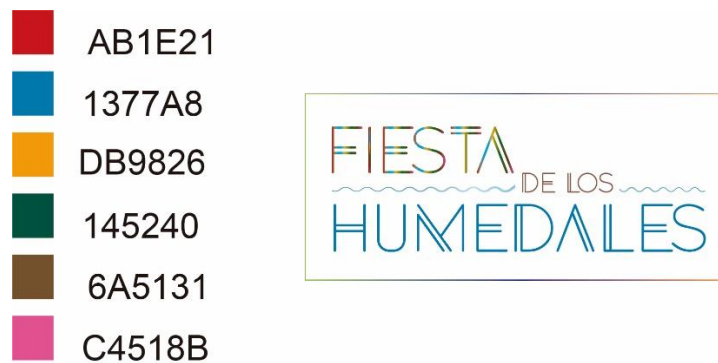 AB1E21
1377A8
DB9826
145240
6A5131
C4518B
FIESTA
DE LOS
HUMEDALES